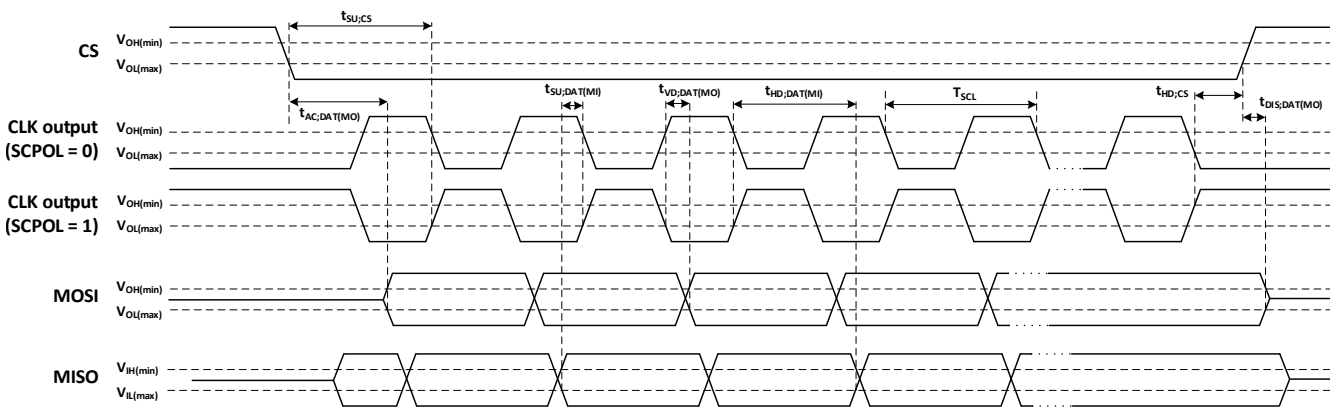 t_SU;CS
CS
V_OH(min)
V_OL(max)
t_AC;DAT(MO)
t_SU;DAT(MI)
t_VD;DAT(MO)
t_HD;DAT(MI)
T_SCL
t_HD;CS
t_DIS;DAT(MO)
CLK output
(SCPOL = 0)
V_OH(min)
V_OL(max)
CLK output
(SCPOL = 1)
V_OH(min)
V_OL(max)
MOSI
V_OH(min)
V_OL(max)
MISO
V_IH(min)
V_IL(max)